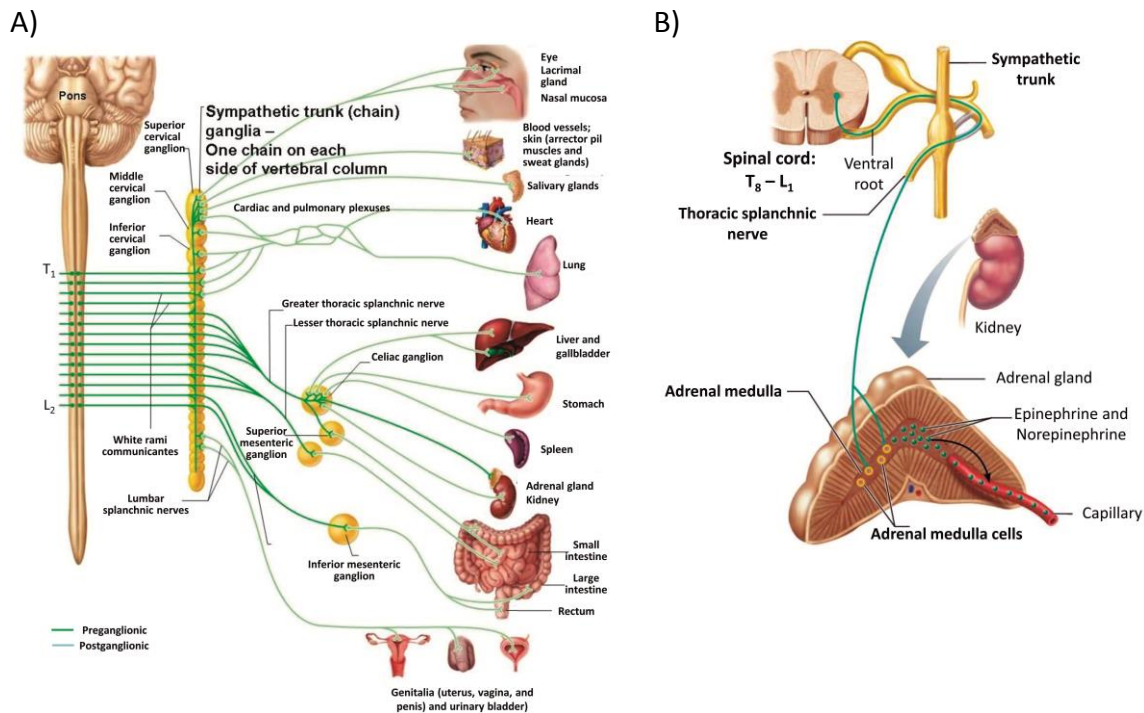 A)
Pons
Superior
cervical
ganglion
Sympathetic trunk (chain)
ganglia –
One chain on each
side of vertebral column
Middle
cervical
ganglion
Inferior
cervical
ganglion
Cardiac and pulmonary plexuses
T1
Greater thoracic splanchnic nerve
Lesser thoracic splanchnic nerve
Celiac ganglion
L2
White rami
communicantes
Superior
mesenteric
ganglion
Lumbar
splanchnic nerves
Inferior mesenteric
ganglion
Eye
Lacrimal
gland
Nasal mucosa
Blood vessels;
skin (arrector pil
muscles and
sweat glands)
Salivary glands
Heart
Lung
Liver and
gallbladder
Stomach
Spleen
Adrenal gland
Kidney
Small
intestine
Large
intestine
Rectum
Preganglionic
Postganglionic
Genitalia (uterus, vagina, and
penis) and urinary bladder)
B)
Sympathetic
trunk
Spinal cord:
T8 – L1
Ventral
root
Thoracic splanchnic
nerve
Kidney
Adrenal medulla
Adrenal gland
Epinephrine and
Norepinephrine
Capillary
Adrenal medulla cells